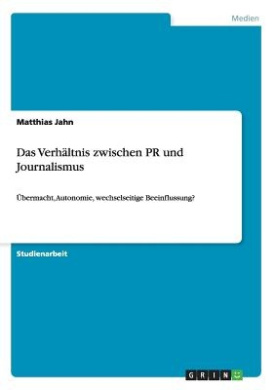 Medien
Matthias Jahn
Das Verhältnis zwischen PR und
Journalismus
Übermacht, Autonomie, wechselseitige Beeinflussung?
Studienarbeit
GRIN